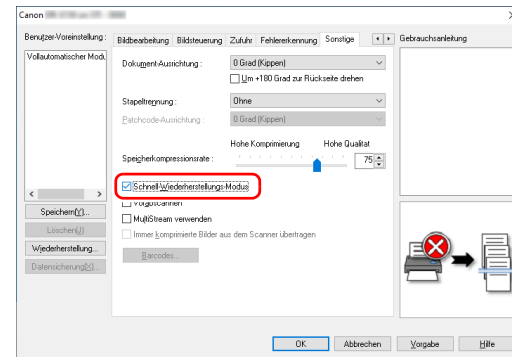 Canon
Benutzer-Voreinstellung :
Vollautomatischer Modu
Speichern(Y)...
Löschen(J)
Wiederherstellung...
Datensicherung(X)...
Bildbearbeitung Bildsteuerung Zufuhr Fehlererkennung Sonstige
Dokument-Ausrichtung : 0 Grad (Kippen)
Um +180 Grad zur Rückseite drehen
Stapeltrennung : Ohne
Patchcode-Ausrichtung : 0 Grad (Kippen)
Hohe Komprimierung Hohe Qualität
Speicherkompressionsrate : 75
Schnell-Wiederherstellungs-Modus
Vorabscannen
MultiStream verwenden
Immer komprimierte Bilder aus dem Scanner übertragen
Barcodes...
Gebrauchsanleitung
OK Abbrechen Vorgabe Hilfe